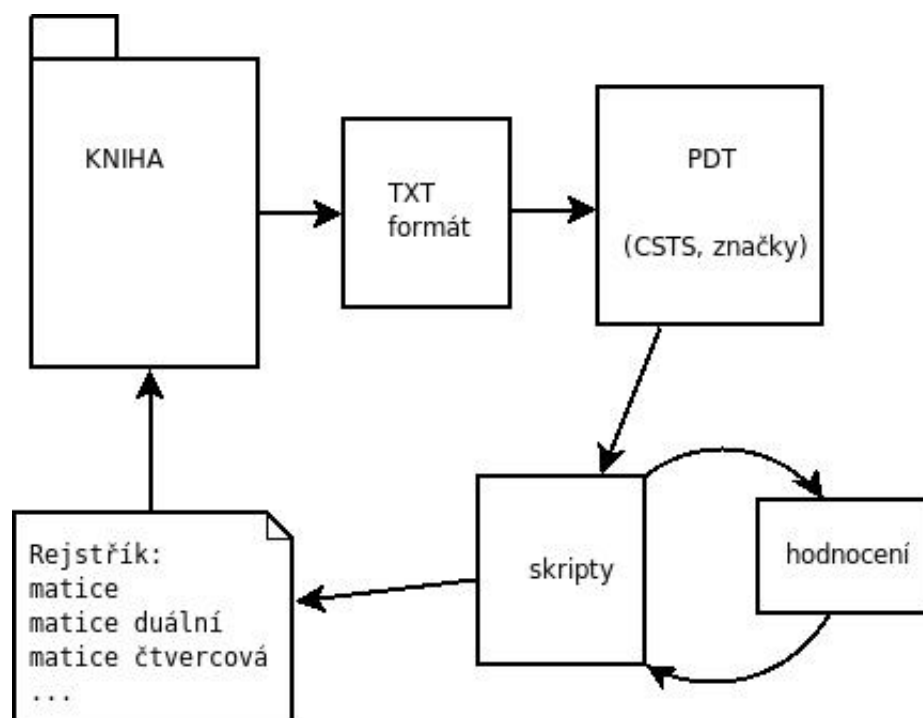 KNIHA
TXT
formát
PDT
(CSTS, značky)
skripty
hodnocení
Rejstřík:
matice
matice duální
matice čtvercová
...